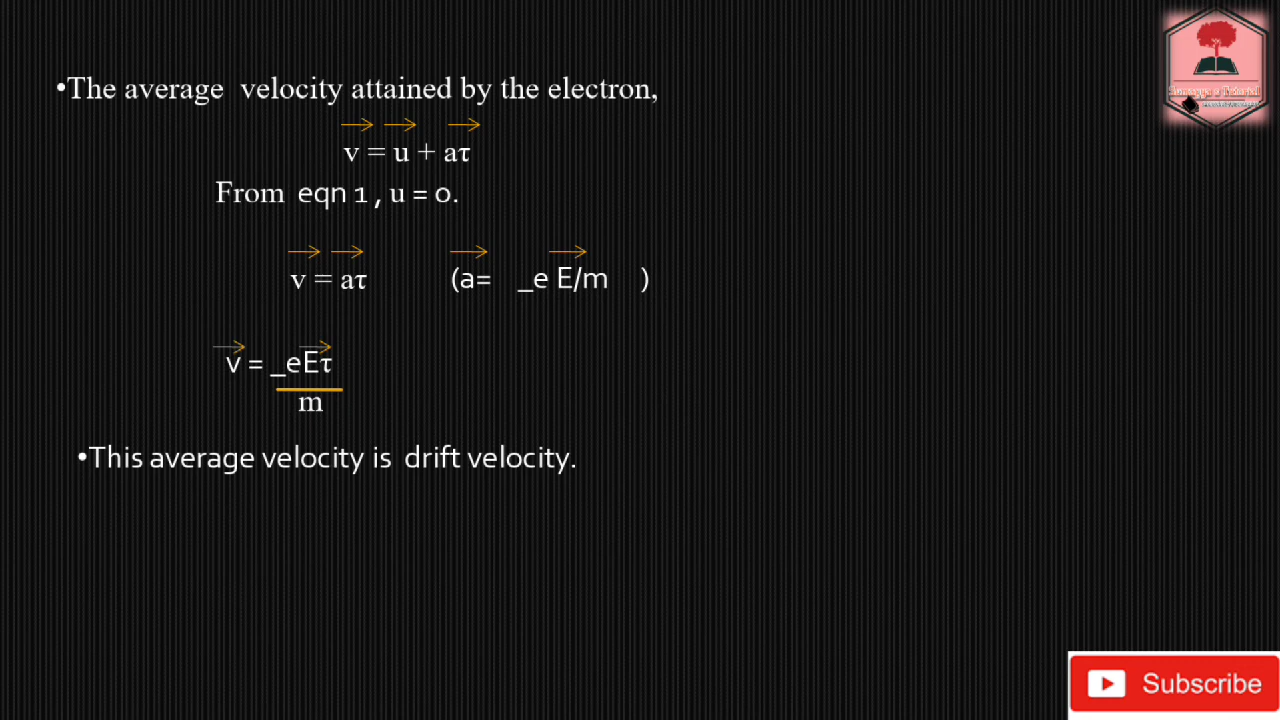 •The average velocity attained by the electron,
v = u + aτ
From eqn 1 , u = 0.
v = aτ (a= _e E/m )
v = _eEτ
m
•This average velocity is drift velocity.
Subscribe